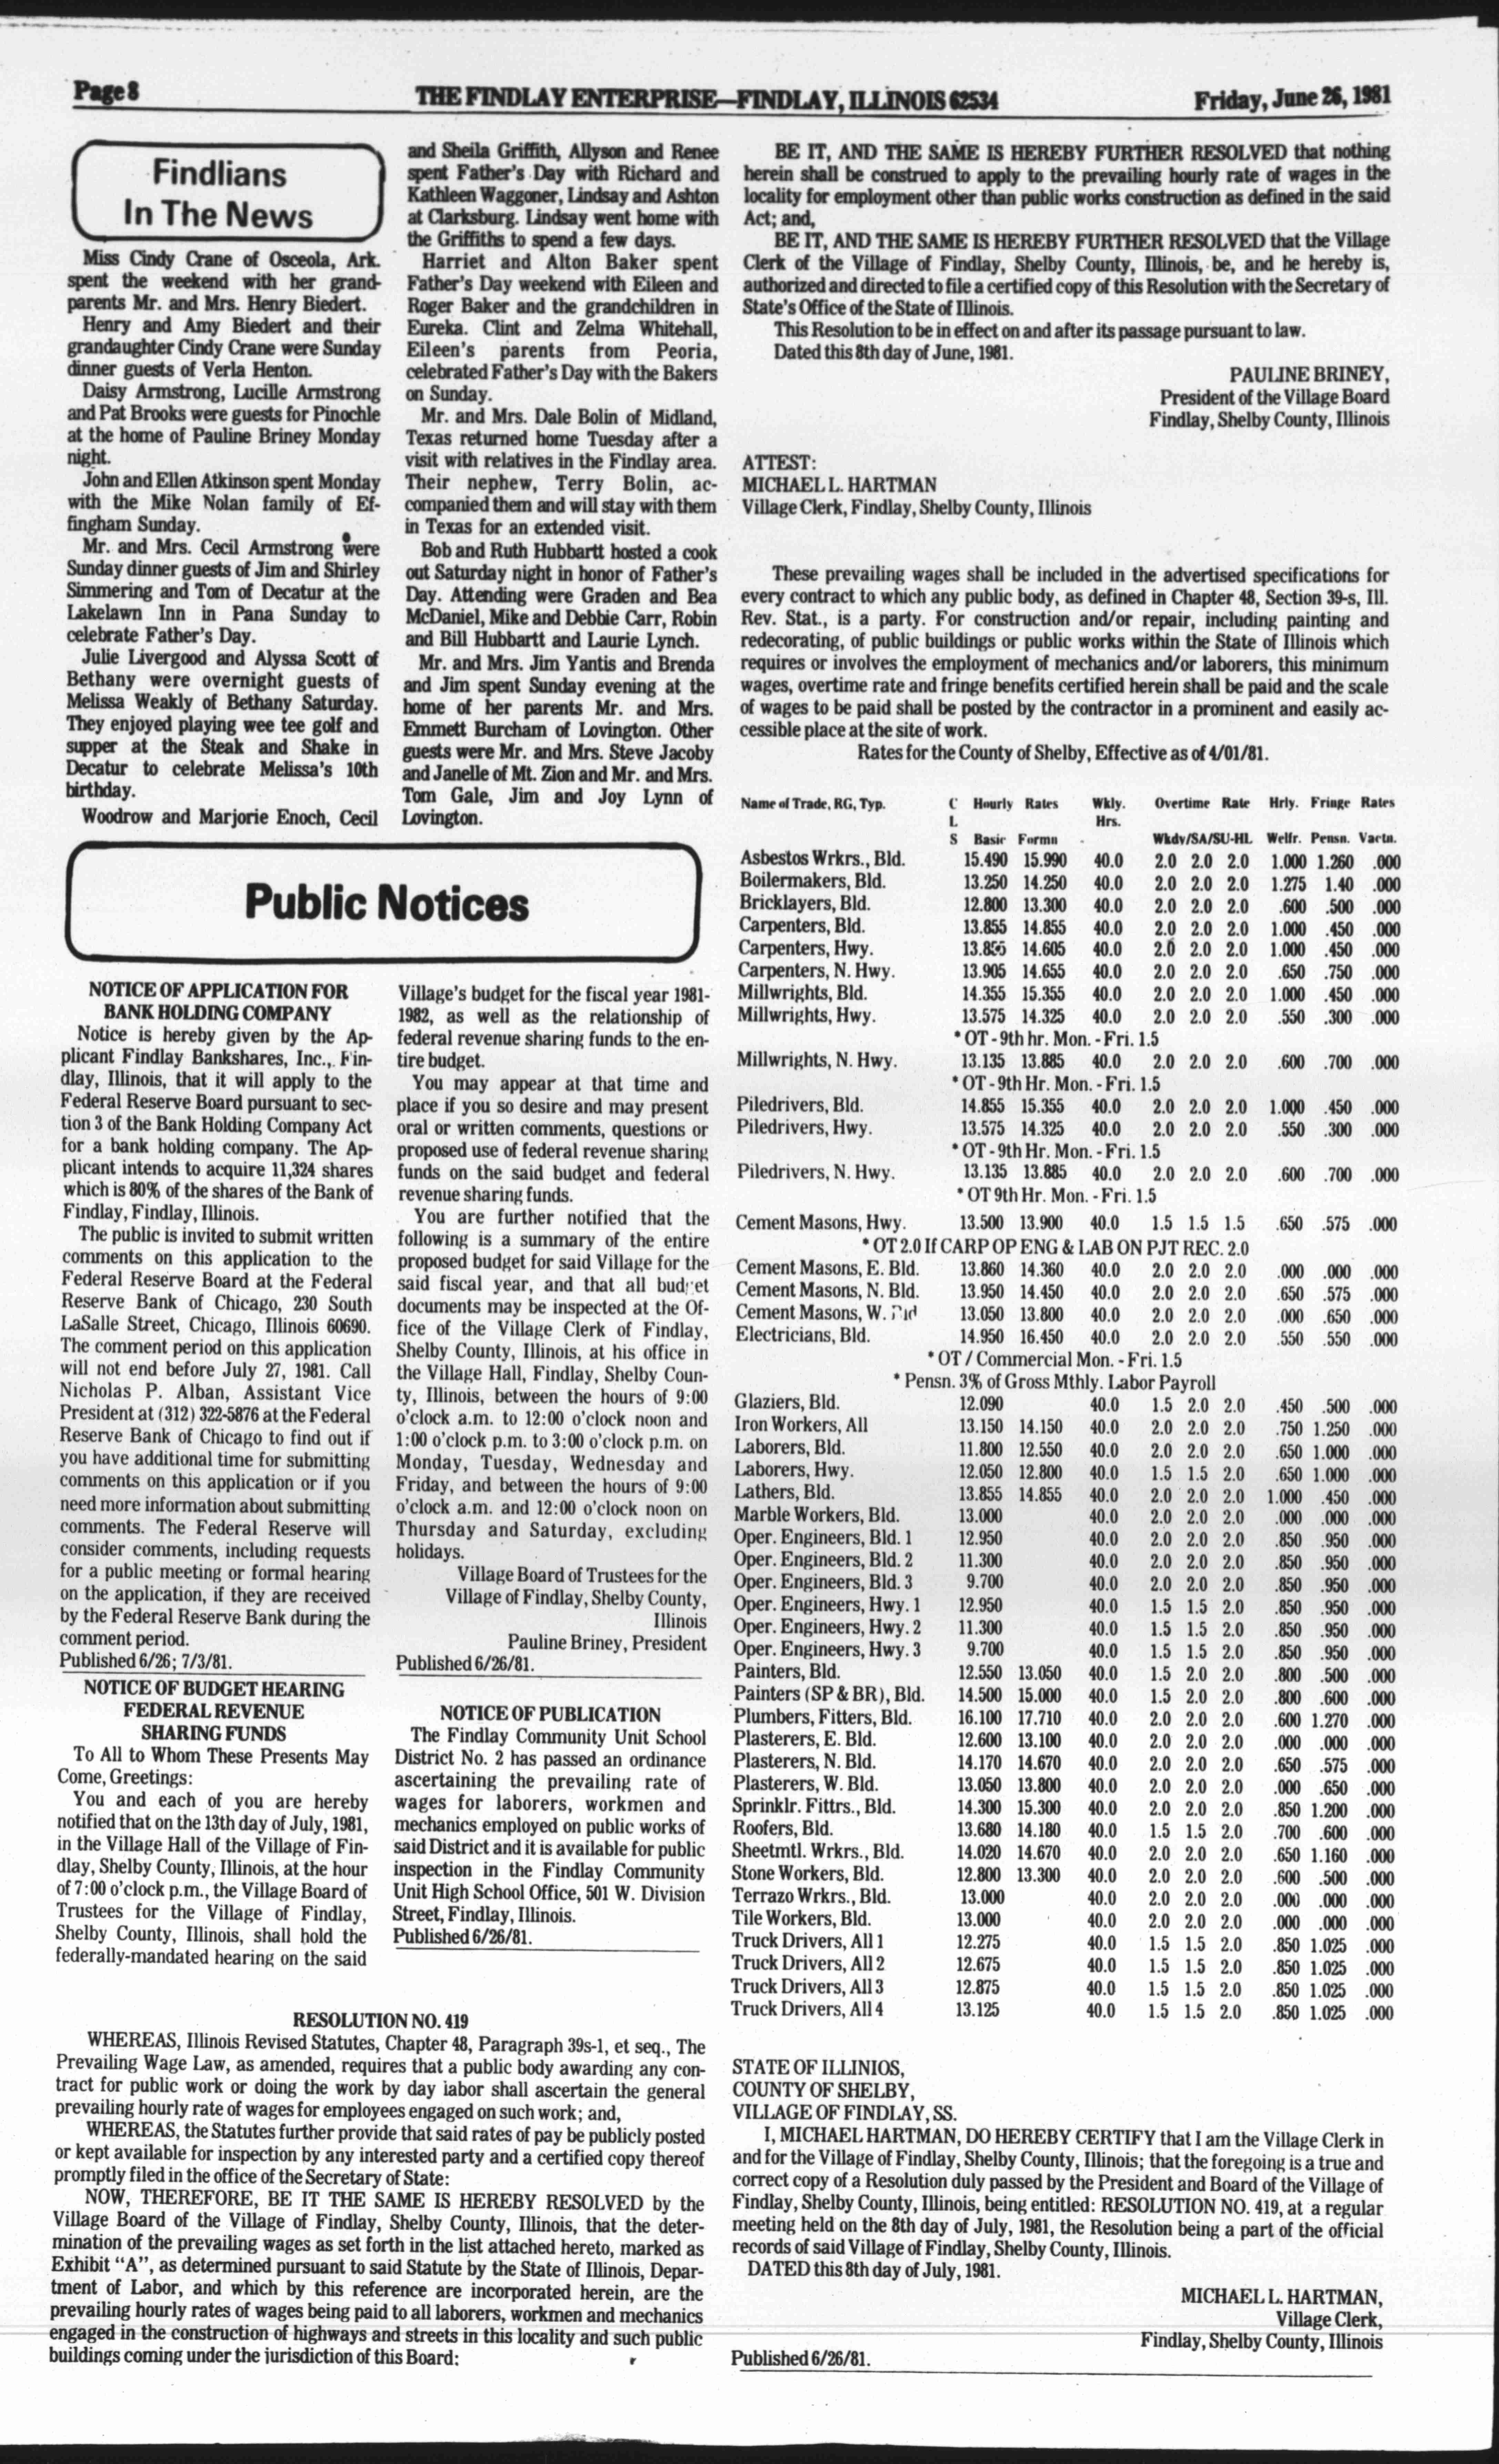 Page 8
THE FINDLAY ENTERPRISE—FINDLAY, ILLINOIS 62534
Friday, June 26, 1981
Findlians
In The News
Miss Cindy Crane of Osceola, Ark.
spent the weekend with her grand-
parents Mr. and Mrs. Henry Biedert.
Henry and Amy Biedert and their
grandaughter Cindy Crane were Sunday
dinner guests of Verla Henton.
Daisy Armstrong, Lucille Armstrong
and Pat Brooks were guests for Pinochle
at the home of Pauline Briney Monday
night.
John and Ellen Atkinson spent Monday
with the Mike Nolan family of Ef-
fingham Sunday.
Mr. and Mrs. Cecil Armstrong were
Sunday dinner guests of Jim and Shirley
Simmering and Tom of Decatur at the
Lakelawn Inn in Pana Sunday to
celebrate Father's Day.
Julie Livergood and Alyssa Scott of
Bethany were overnight guests of
Melissa Weakly of Bethany Saturday.
They enjoyed playing wee tee golf and
supper at the Steak and Shake in
Decatur to celebrate Melissa's 10th
birthday.
Woodrow and Marjorie Enoch, Cecil
and Sheila Griffith, Allyson and Renee
spent Father's Day with Richard and
Kathleen Waggoner, Lindsay and Ashton
at Clarksburg. Lindsay went home with
the Griffiths to spend a few days.
Harriet and Alton Baker spent
Father's Day weekend with Eileen and
Roger Baker and the grandchildren in
Eureka. Clint and Zelma Whitehall,
Eileen's parents from Peoria,
celebrated Father's Day with the Bakers
on Sunday.
Mr. and Mrs. Dale Bolin of Midland,
Texas returned home Tuesday after a
visit with relatives in the Findlay area.
Their nephew, Terry Bolin, ac-
companied them and will stay with them
in Texas for an extended visit.
Bob and Ruth Hubbartt hosted a cook
out Saturday night in honor of Father's
Day. Attending were Graden and Bea
McDaniel, Mike and Debbie Carr, Robin
and Bill Hubbartt and Laurie Lynch.
Mr. and Mrs. Jim Yantis and Brenda
and Jim spent Sunday evening at the
home of her parents Mr. and Mrs.
Emmett Burcham of Lovington. Other
guests were Mr. and Mrs. Steve Jacoby
and Janelle of Mt. Zion and Mr. and Mrs.
Tom Gale, Jim and Joy Lynn of
Lovington.
Public Notices
NOTICE OF APPLICATION FOR
BANK HOLDING COMPANY
Notice is hereby given by the Ap-
plicant Findlay Bankshares, Inc., Fin-
dlay, Illinois, that it will apply to the
Federal Reserve Board pursuant to sec-
tion 3 of the Bank Holding Company Act
for a bank holding company. The Ap-
plicant intends to acquire 11,324 shares
which is 80% of the shares of the Bank of
Findlay, Findlay, Illinois.
The public is invited to submit written
comments on this application to the
Federal Reserve Board at the Federal
Reserve Bank of Chicago, 230 South
LaSalle Street, Chicago, Illinois 60690.
The comment period on this application
will not end before July 27, 1981. Call
Nicholas P. Alban, Assistant Vice
President at (312) 322-5876 at the Federal
Reserve Bank of Chicago to find out if
you have additional time for submitting
comments on this application or if you
need more information about submitting
comments. The Federal Reserve will
consider comments, including requests
for a public meeting or formal hearing
on the application, if they are received
by the Federal Reserve Bank during the
comment period.
Published 6/26; 7/3/81.
NOTICE OF BUDGET HEARING
FEDERAL REVENUE
SHARING FUNDS
To All to Whom These Presents May
Come, Greetings:
You and each of you are hereby
notified that on the 13th day of July, 1981,
in the Village Hall of the Village of Fin-
dlay, Shelby County, Illinois, at the hour
of 7:00 o'clock p.m., the Village Board of
Trustees for the Village of Findlay,
Shelby County, Illinois, shall hold the
federally-mandated hearing on the said
Village's budget for the fiscal year 1981-
1982, as well as the relationship of
federal revenue sharing funds to the en-
tire budget.
You may appear at that time and
place if you so desire and may present
oral or written comments, questions or
proposed use of federal revenue sharing
funds on the said budget and federal
revenue sharing funds.
You are further notified that the
following is a summary of the entire
proposed budget for said Village for the
said fiscal year, and that all budget
documents may be inspected at the Of-
fice of the Village Clerk of Findlay,
Shelby County, Illinois, at his office in
the Village Hall, Findlay, Shelby Coun-
ty, Illinois, between the hours of 9:00
o'clock a.m. to 12:00 o'clock noon and
1:00 o'clock p.m. to 3:00 o'clock p.m. on
Monday, Tuesday, Wednesday and
Friday, and between the hours of 9:00
o'clock a.m. and 12:00 o'clock noon on
Thursday and Saturday, excluding
holidays.
Village Board of Trustees for the
Village of Findlay, Shelby County,
Illinois
Pauline Briney, President
Published 6/26/81.
NOTICE OF PUBLICATION
The Findlay Community Unit School
District No. 2 has passed an ordinance
ascertaining the prevailing rate of
wages for laborers, workmen and
mechanics employed on public works of
said District and it is available for public
inspection in the Findlay Community
Unit High School Office, 501 W. Division
Street, Findlay, Illinois.
Published 6/26/81.
RESOLUTION NO. 419
WHEREAS, Illinois Revised Statutes, Chapter 48, Paragraph 39s-1, et seq., The
Prevailing Wage Law, as amended, requires that a public body awarding any con-
tract for public work or doing the work by day labor shall ascertain the general
prevailing hourly rate of wages for employees engaged on such work; and,
WHEREAS, the Statutes further provide that said rates of pay be publicly posted
or kept available for inspection by any interested party and a certified copy thereof
promptly filed in the office of the Secretary of State:
NOW, THEREFORE, BE IT THE SAME IS HEREBY RESOLVED by the
Village Board of the Village of Findlay, Shelby County, Illinois, that the deter-
mination of the prevailing wages as set forth in the list attached hereto, marked as
Exhibit "A", as determined pursuant to said Statute by the State of Illinois, Depar-
tment of Labor, and which by this reference are incorporated herein, are the
prevailing hourly rates of wages being paid to all laborers, workmen and mechanics
engaged in the construction of highways and streets in this locality and such public
buildings coming under the jurisdiction of this Board:
BE IT, AND THE SAME IS HEREBY FURTHER RESOLVED that nothing
herein shall be construed to apply to the prevailing hourly rate of wages in the
locality for employment other than public works construction as defined in the said
Act; and,
BE IT, AND THE SAME IS HEREBY FURTHER RESOLVED that the Village
Clerk of the Village of Findlay, Shelby County, Illinois, be, and he hereby is,
authorized and directed to file a certified copy of this Resolution with the Secretary of
State's Office of the State of Illinois.
This Resolution to be in effect on and after its passage pursuant to law.
Dated this 8th day of June, 1981.
PAULINE BRINEY,
President of the Village Board
Findlay, Shelby County, Illinois
ATTEST:
MICHAEL L. HARTMAN
Village Clerk, Findlay, Shelby County, Illinois
These prevailing wages shall be included in the advertised specifications for
every contract to which any public body, as defined in Chapter 48, Section 39-s, Ill.
Rev. Stat., is a party. For construction and/or repair, including painting and
redecorating, of public buildings or public works within the State of Illinois which
requires or involves the employment of mechanics and/or laborers, this minimum
wages, overtime rate and fringe benefits certified herein shall be paid and the scale
of wages to be paid shall be posted by the contractor in a prominent and easily ac-
cessible place at the site of work.
Rates for the County of Shelby, Effective as of 4/01/81.
Name of Trade, RG, Typ. C Hourly Rates Wkly. Overtime Rate Hrly. Fringe Rates
L Hrs.
S Basic Formn Wkdy/SA/SU-HL Welfr. Pensn. Vactn.
Asbestos Wrkrs., Bld. 15.490 15.990 40.0 2.0 2.0 2.0 1.000 1.260 .000
Boilermakers, Bld. 13.250 14.250 40.0 2.0 2.0 2.0 1.275 1.40 .000
Bricklayers, Bld. 12.800 13.300 40.0 2.0 2.0 2.0 .600 .500 .000
Carpenters, Bld. 13.855 14.855 40.0 2.0 2.0 2.0 1.000 .450 .000
Carpenters, Hwy. 13.855 14.605 40.0 2.0 2.0 2.0 1.000 .450 .000
Carpenters, N. Hwy. 13.905 14.655 40.0 2.0 2.0 2.0 .650 .750 .000
Millwrights, Bld. 14.355 15.355 40.0 2.0 2.0 2.0 1.000 .450 .000
Millwrights, Hwy. 13.575 14.325 40.0 2.0 2.0 2.0 .550 .300 .000
* OT - 9th hr. Mon. - Fri. 1.5
Millwrights, N. Hwy. 13.135 13.885 40.0 2.0 2.0 2.0 .600 .700 .000
* OT - 9th Hr. Mon. - Fri. 1.5
Piledrivers, Bld. 14.855 15.355 40.0 2.0 2.0 2.0 1.000 .450 .000
Piledrivers, Hwy. 13.575 14.325 40.0 2.0 2.0 2.0 .550 .300 .000
* OT - 9th Hr. Mon. - Fri. 1.5
Piledrivers, N. Hwy. 13.135 13.885 40.0 2.0 2.0 2.0 .600 .700 .000
* OT 9th Hr. Mon. - Fri. 1.5
Cement Masons, Hwy. 13.500 13.900 40.0 1.5 1.5 1.5 .650 .575 .000
* OT 2.0 If CARP OP ENG & LAB ON PJT REC. 2.0
Cement Masons, E. Bld. 13.860 14.360 40.0 2.0 2.0 2.0 .000 .000 .000
Cement Masons, N. Bld. 13.950 14.450 40.0 2.0 2.0 2.0 .650 .575 .000
Cement Masons, W. 13.050 13.800 40.0 2.0 2.0 2.0 .000 .650 .000
Electricians, Bld. 14.950 16.450 40.0 2.0 2.0 2.0 .550 .550 .000
* OT / Commercial Mon. - Fri. 1.5
* Pensn. 3% of Gross Mthly. Labor Payroll
Glaziers, Bld. 12.090 40.0 1.5 2.0 2.0 .450 .500 .000
Iron Workers, All 13.150 14.150 40.0 2.0 2.0 2.0 .750 1.250 .000
Laborers, Bld. 11.800 12.550 40.0 2.0 2.0 2.0 .650 1.000 .000
Laborers, Hwy. 12.050 12.800 40.0 1.5 1.5 2.0 .650 1.000 .000
Lathers, Bld. 13.855 14.855 40.0 2.0 2.0 2.0 1.000 .450 .000
Marble Workers, Bld. 13.000 40.0 2.0 2.0 2.0 .000 .000 .000
Oper. Engineers, Bld. 1 12.950 40.0 2.0 2.0 2.0 .850 .950 .000
Oper. Engineers, Bld. 2 11.300 40.0 2.0 2.0 2.0 .850 .950 .000
Oper. Engineers, Bld. 3 9.700 40.0 2.0 2.0 2.0 .850 .950 .000
Oper. Engineers, Hwy. 1 12.950 40.0 1.5 1.5 2.0 .850 .950 .000
Oper. Engineers, Hwy. 2 11.300 40.0 1.5 1.5 2.0 .850 .950 .000
Oper. Engineers, Hwy. 3 9.700 40.0 1.5 1.5 2.0 .850 .950 .000
Painters, Bld. 12.550 13.050 40.0 1.5 2.0 2.0 .800 .500 .000
Painters (SP & BR), Bld. 14.500 15.000 40.0 1.5 2.0 2.0 .800 .600 .000
Plumbers, Fitters, Bld. 16.100 17.710 40.0 2.0 2.0 2.0 .600 1.270 .000
Plasterers, E. Bld. 12.600 13.100 40.0 2.0 2.0 2.0 .000 .000 .000
Plasterers, N. Bld. 14.170 14.670 40.0 2.0 2.0 2.0 .650 .575 .000
Plasterers, W. Bld. 13.050 13.800 40.0 2.0 2.0 2.0 .000 .650 .000
Sprinklr. Fittrs., Bld. 14.300 15.300 40.0 2.0 2.0 2.0 .850 1.200 .000
Roofers, Bld. 13.680 14.180 40.0 1.5 1.5 2.0 .700 .600 .000
Sheetmtl. Wrkrs., Bld. 14.020 14.670 40.0 2.0 2.0 2.0 .650 1.160 .000
Stone Workers, Bld. 12.800 13.300 40.0 2.0 2.0 2.0 .600 .500 .000
Terrazo Wrkrs., Bld. 13.000 40.0 2.0 2.0 2.0 .000 .000 .000
Tile Workers, Bld. 13.000 40.0 2.0 2.0 2.0 .000 .000 .000
Truck Drivers, All 1 12.275 40.0 1.5 1.5 2.0 .850 1.025 .000
Truck Drivers, All 2 12.675 40.0 1.5 1.5 2.0 .850 1.025 .000
Truck Drivers, All 3 12.875 40.0 1.5 1.5 2.0 .850 1.025 .000
Truck Drivers, All 4 13.125 40.0 1.5 1.5 2.0 .850 1.025 .000
STATE OF ILLINIOS,
COUNTY OF SHELBY,
VILLAGE OF FINDLAY, SS.
I, MICHAEL HARTMAN, DO HEREBY CERTIFY that I am the Village Clerk in
and for the Village of Findlay, Shelby County, Illinois; that the foregoing is a true and
correct copy of a Resolution duly passed by the President and Board of the Village of
Findlay, Shelby County, Illinois, being entitled: RESOLUTION NO. 419, at a regular
meeting held on the 8th day of July, 1981, the Resolution being a part of the official
records of said Village of Findlay, Shelby County, Illinois.
DATED this 8th day of July, 1981.
MICHAEL L. HARTMAN,
Village Clerk,
Findlay, Shelby County, Illinois
Published 6/26/81.